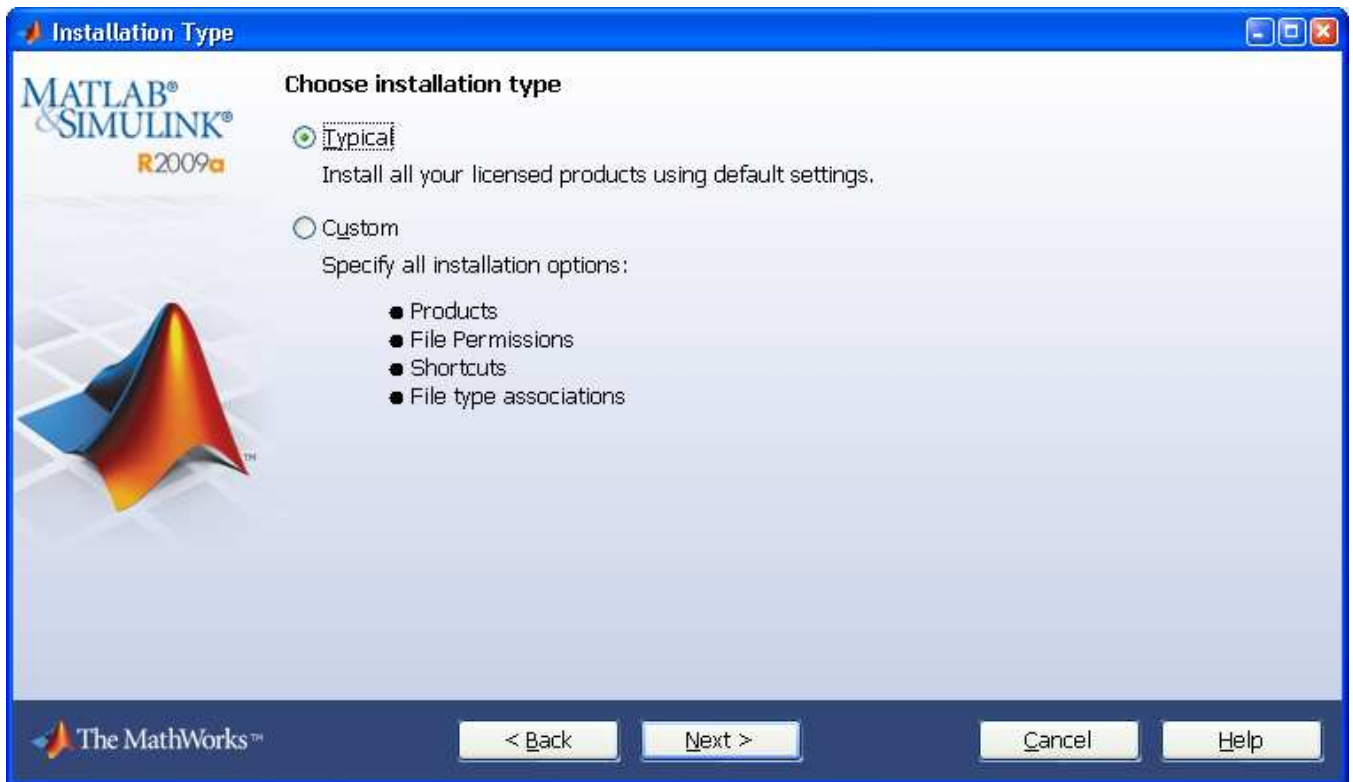 Installation Type
MATLAB®
&SIMULINK®
R2009a
Choose installation type
Typical
Install all your licensed products using default settings.
Custom
Specify all installation options:
● Products
● File Permissions
● Shortcuts
● File type associations
TM
The MathWorks™
< Back
Next >
Cancel
Help